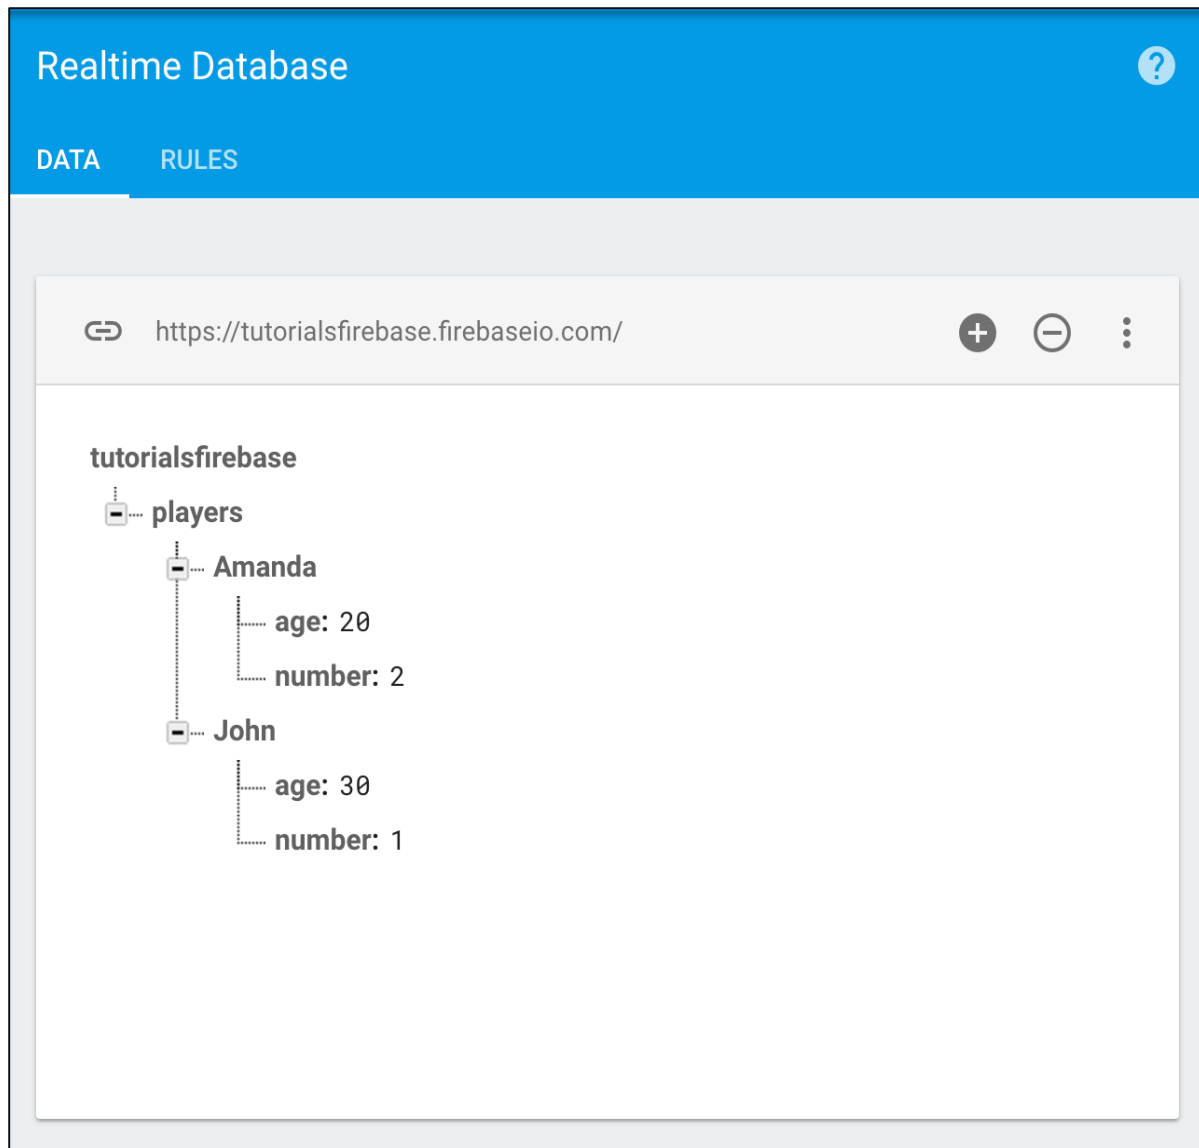 Realtime Database
?
DATA RULES
https://tutorialsfirebase.firebaseio.com/
tutorialsfirebase
players
Amanda
age: 20
number: 2
John
age: 30
number: 1